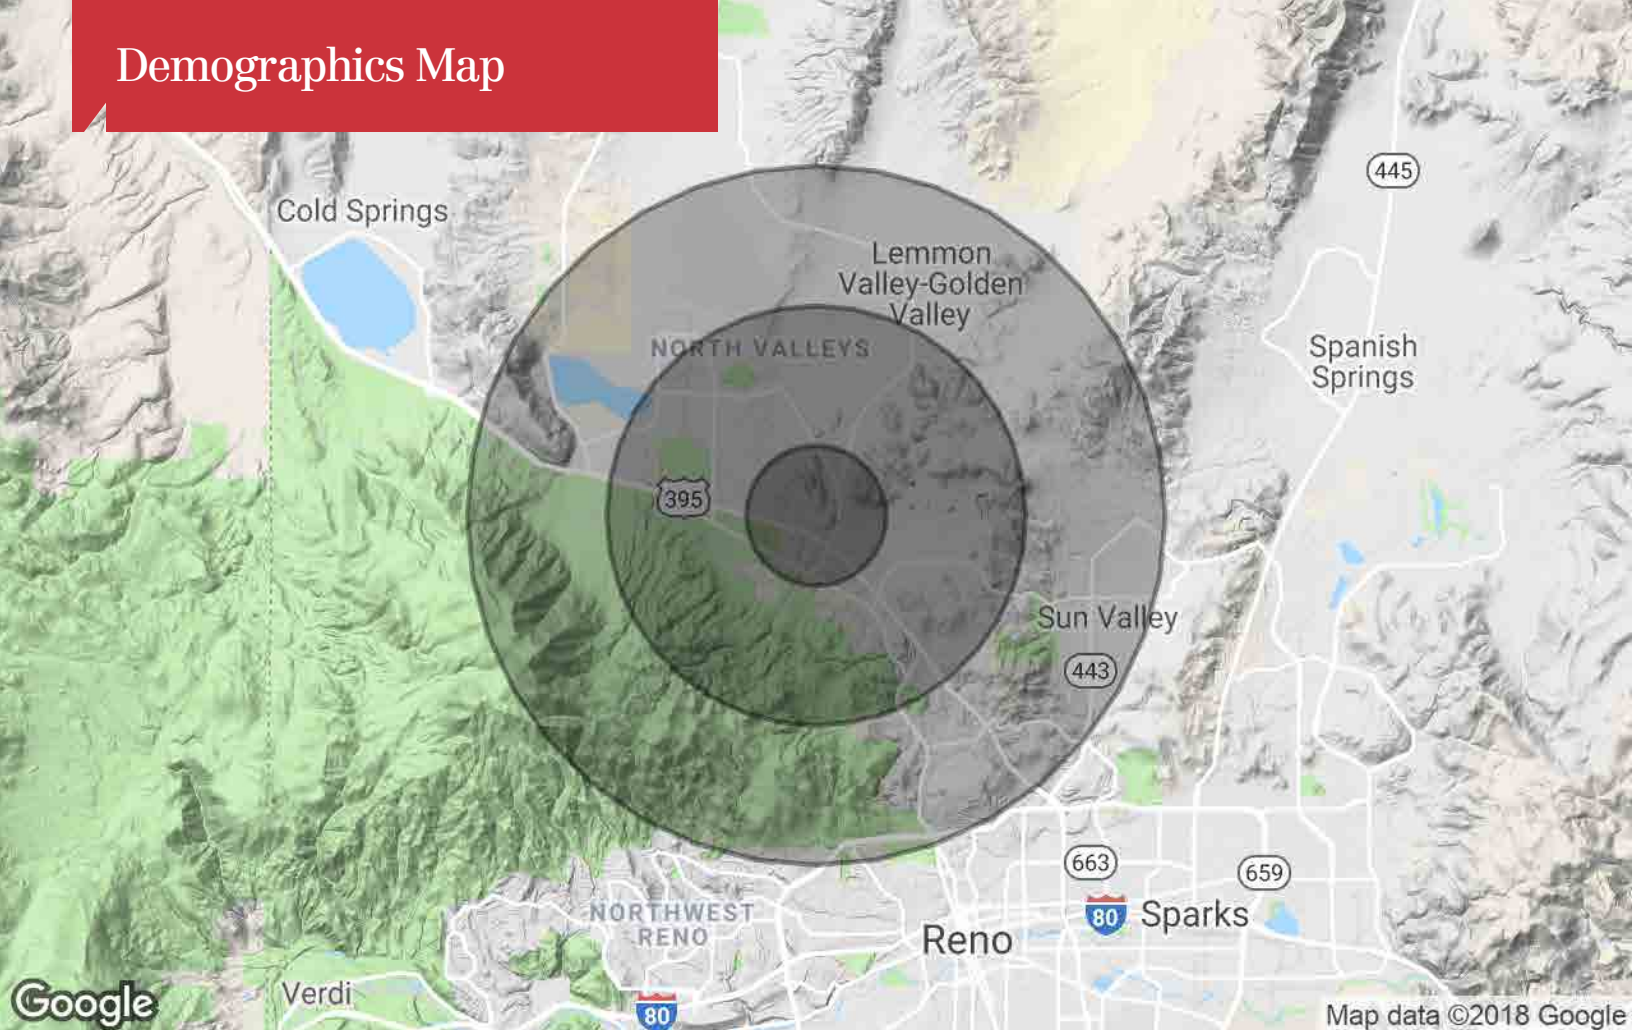 Demographics Map
445
Cold Springs
Lemmon
Valley-Golden
Valley
NORTH VALLEYS
Spanish
Springs
395
Sun Valley
443
663
659
NORTHWEST
RENO
80
Sparks
Reno
Verdi
Google
80
Map data ©2018 Google